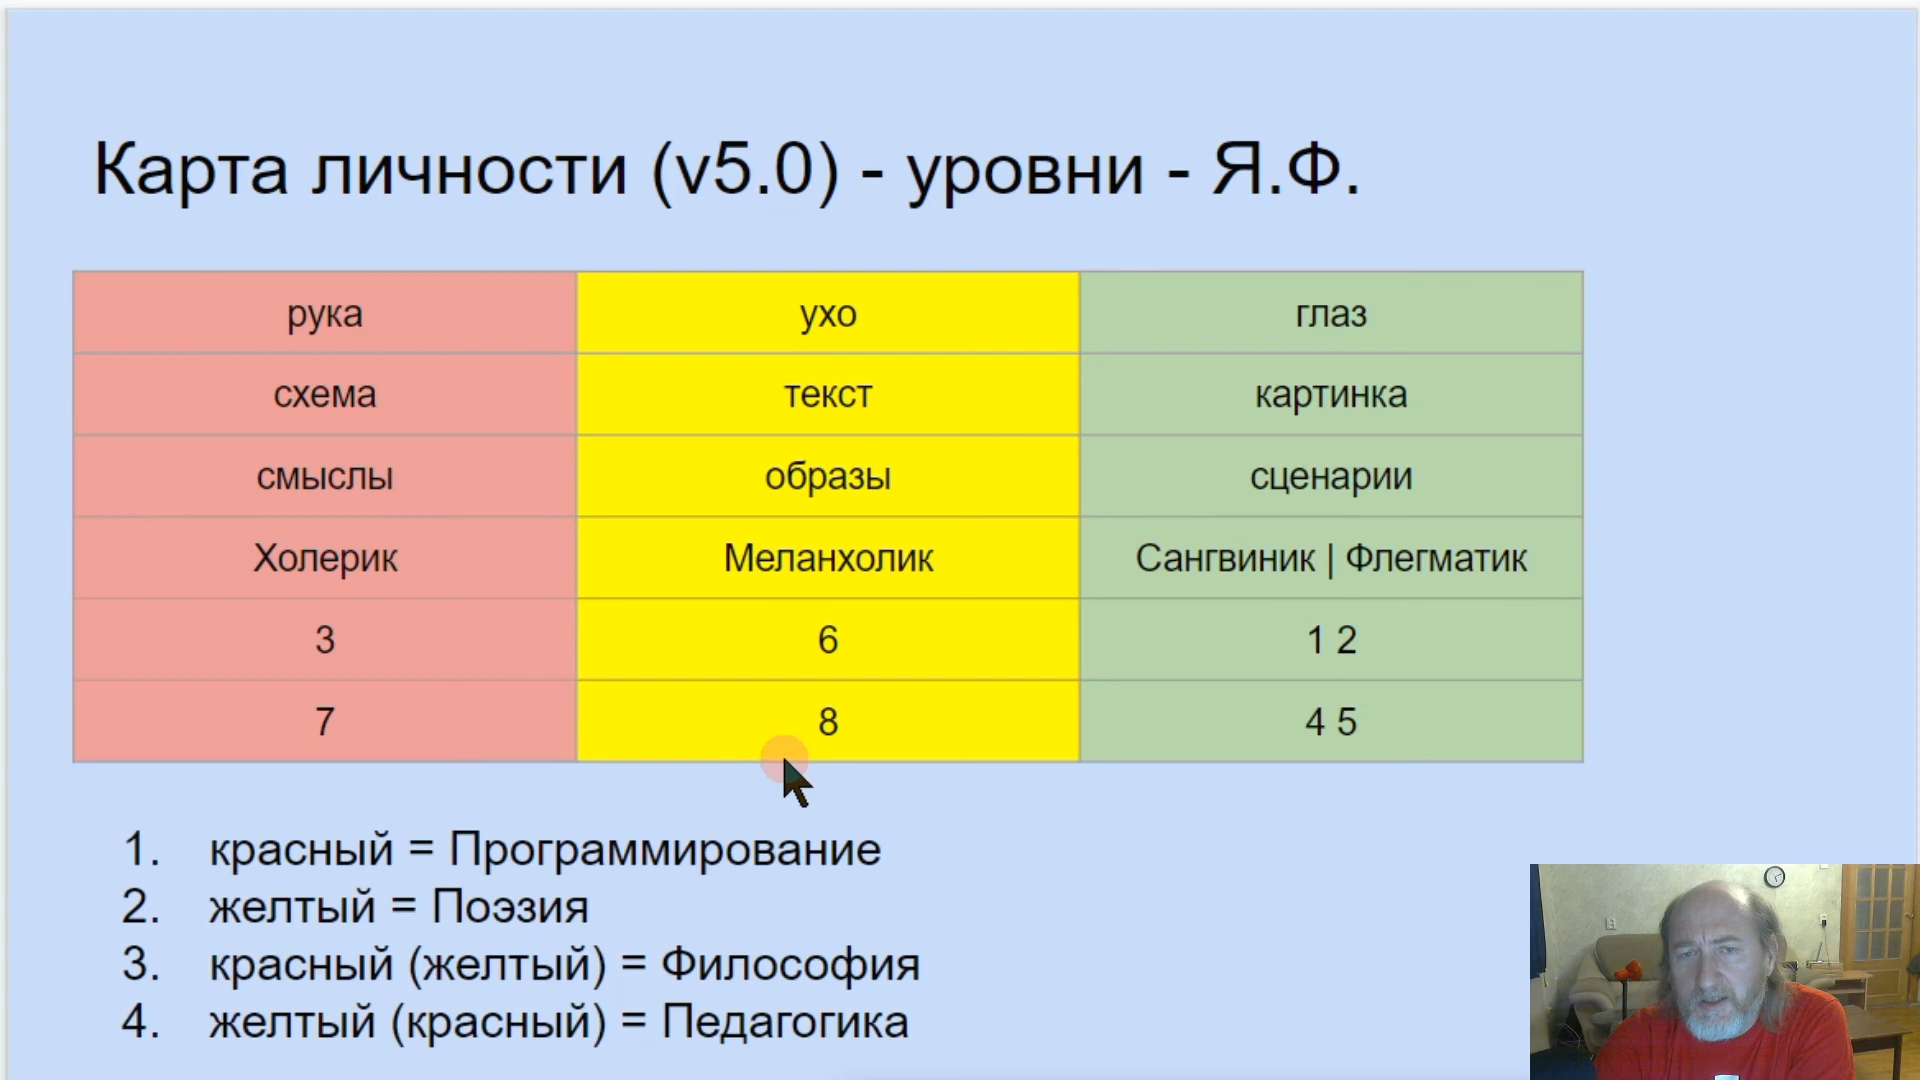 Карта личности (v5.0) - уровни - Я.Ф.
рука ухо глаз
схема текст картинка
смыслы образы сценарии
Холерик Меланхолик Сангвиник | Флегматик
3 6 1 2
7 8 4 5
1. красный = Программирование
2. желтый = Поэзия
3. красный (желтый) = Философия
4. желтый (красный) = Педагогика